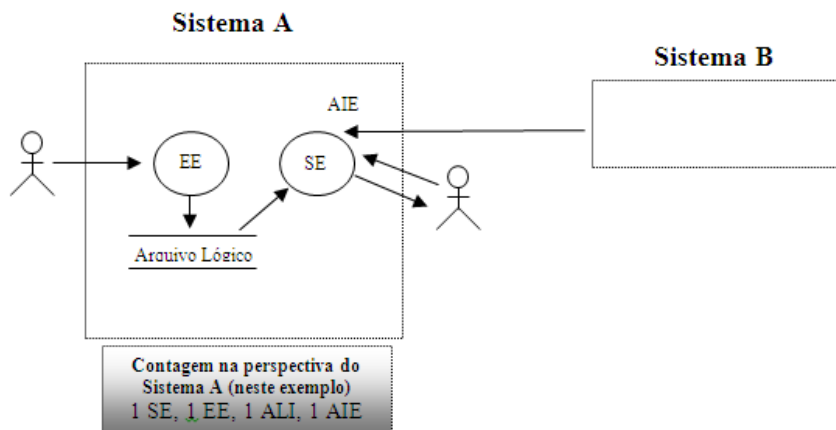 Sistema A
Sistema B
AIE
EE
SE
Arquivo Lógico
Contagem na perspectiva do
Sistema A (neste exemplo)
1 SE, 1 EE, 1 ALI, 1 AIE